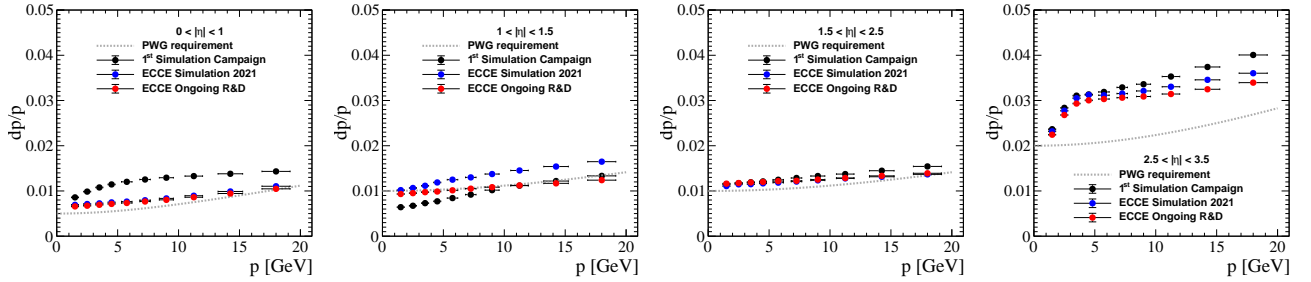 0.05
0.04
0.03
0.02
0.01
0
dp/p
0 < |η| < 1
PWG requirement
1st Simulation Campaign
ECCE Simulation 2021
ECCE Ongoing R&D
0 5 10 15 20
p [GeV]
0.05
0.04
0.03
0.02
0.01
0
dp/p
1 < |η| < 1.5
PWG requirement
1st Simulation Campaign
ECCE Simulation 2021
ECCE Ongoing R&D
0 5 10 15 20
p [GeV]
0.05
0.04
0.03
0.02
0.01
0
dp/p
1.5 < |η| < 2.5
PWG requirement
1st Simulation Campaign
ECCE Simulation 2021
ECCE Ongoing R&D
0 5 10 15 20
p [GeV]
0.05
0.04
0.03
0.02
0.01
0
dp/p
2.5 < |η| < 3.5
PWG requirement
1st Simulation Campaign
ECCE Simulation 2021
ECCE Ongoing R&D
0 5 10 15 20
p [GeV]